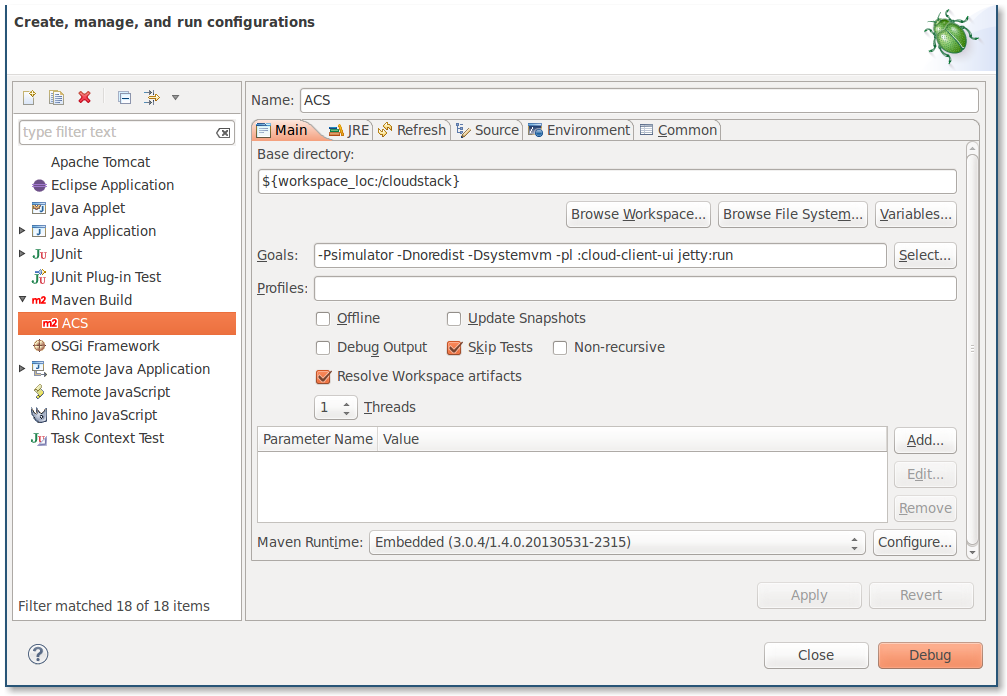 Create, manage, and run configurations
type filter text
Apache Tomcat
Eclipse Application
Java Applet
Java Application
Ju JUnit
Ju JUnit Plug-in Test
m2 Maven Build
m2 ACS
OSGi Framework
Remote Java Application
Remote JavaScript
Rhino JavaScript
Ju Task Context Test
Filter matched 18 of 18 items
Name: ACS
Main JRE Refresh Source Environment Common
Base directory:
${workspace_loc:/cloudstack}
Browse Workspace... Browse File System... Variables...
Goals: -Psimulator -Dnoredist -Dsystemvm -pl :cloud-client-ui jetty:run Select...
Profiles:
Offline Update Snapshots
Debug Output Skip Tests Non-recursive
Resolve Workspace artifacts
1 Threads
Parameter Name Value
Add...
Edit...
Remove
Maven Runtime: Embedded (3.0.4/1.4.0.20130531-2315) Configure...
Apply Revert
? Close Debug